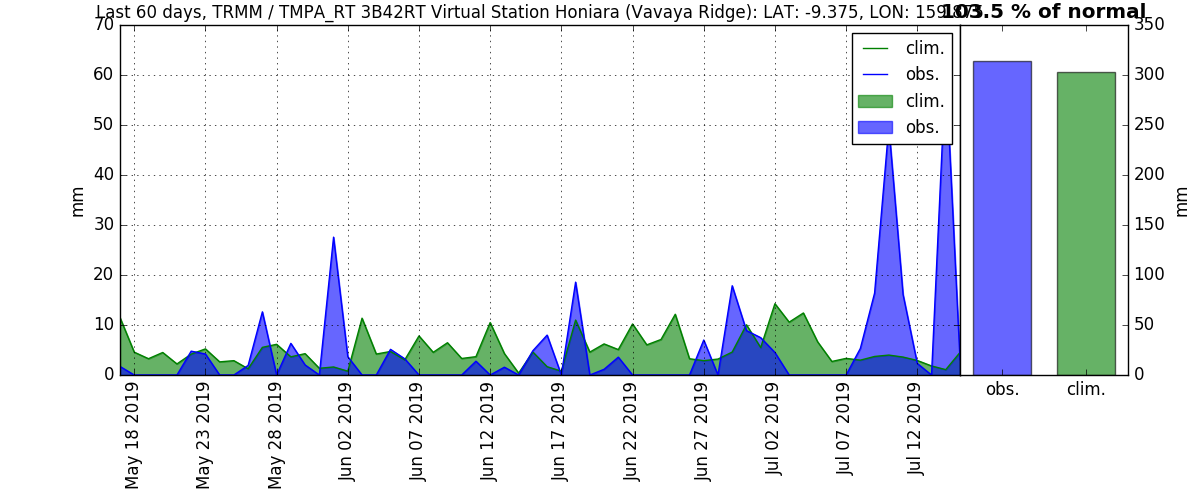 Last 60 days, TRMM / TMPA_RT 3B42RT Virtual Station Honiara (Vavaya Ridge): LAT: -9.375, LON: 159.875
103.5 % of normal
70
60
50
40
30
20
10
0
mm
clim.
obs.
clim.
obs.
350
300
250
200
150
100
50
0
mm
May 18 2019
May 23 2019
May 28 2019
Jun 02 2019
Jun 07 2019
Jun 12 2019
Jun 17 2019
Jun 22 2019
Jun 27 2019
Jul 02 2019
Jul 07 2019
Jul 12 2019
obs.
clim.